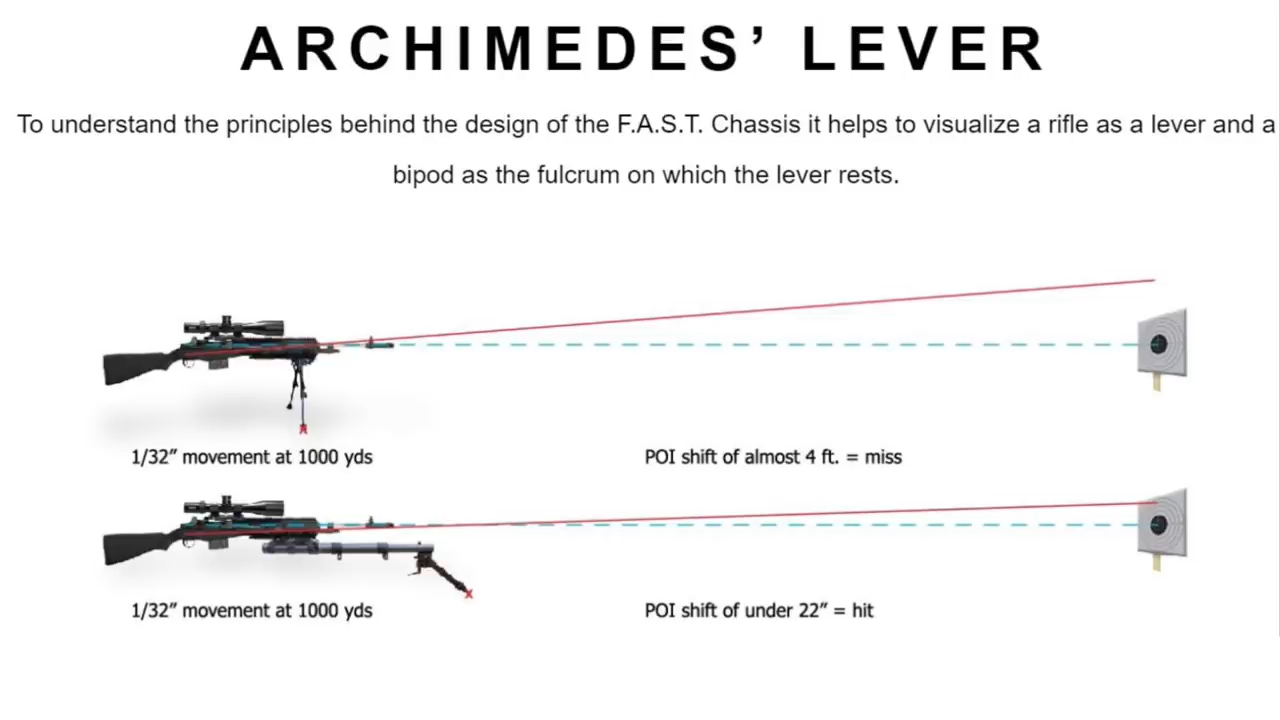 ARCHIMEDES’ LEVER
To understand the principles behind the design of the F.A.S.T. Chassis it helps to visualize a rifle as a lever and a
bipod as the fulcrum on which the lever rests.
1/32” movement at 1000 yds
POI shift of almost 4 ft. = miss
1/32” movement at 1000 yds
POI shift of under 22” = hit